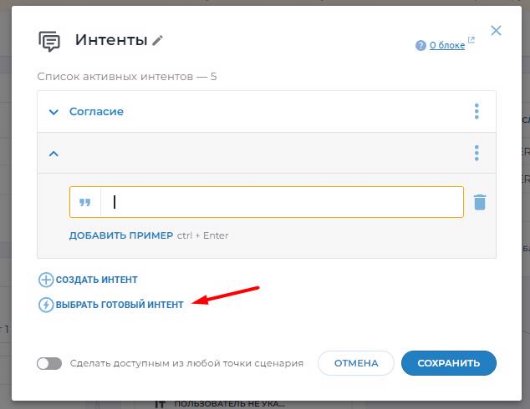 Интенты
О блоке
Список активных интентов — 5
Согласие
ДОБАВИТЬ ПРИМЕР ctrl + Enter
СОЗДАТЬ ИНТЕНТ
ВЫБРАТЬ ГОТОВЫЙ ИНТЕНТ
Сделать доступным из любой точки сценария
ОТМЕНА
СОХРАНИТЬ
ПОЛЬЗОВАТЕЛЬ НЕ УКА...